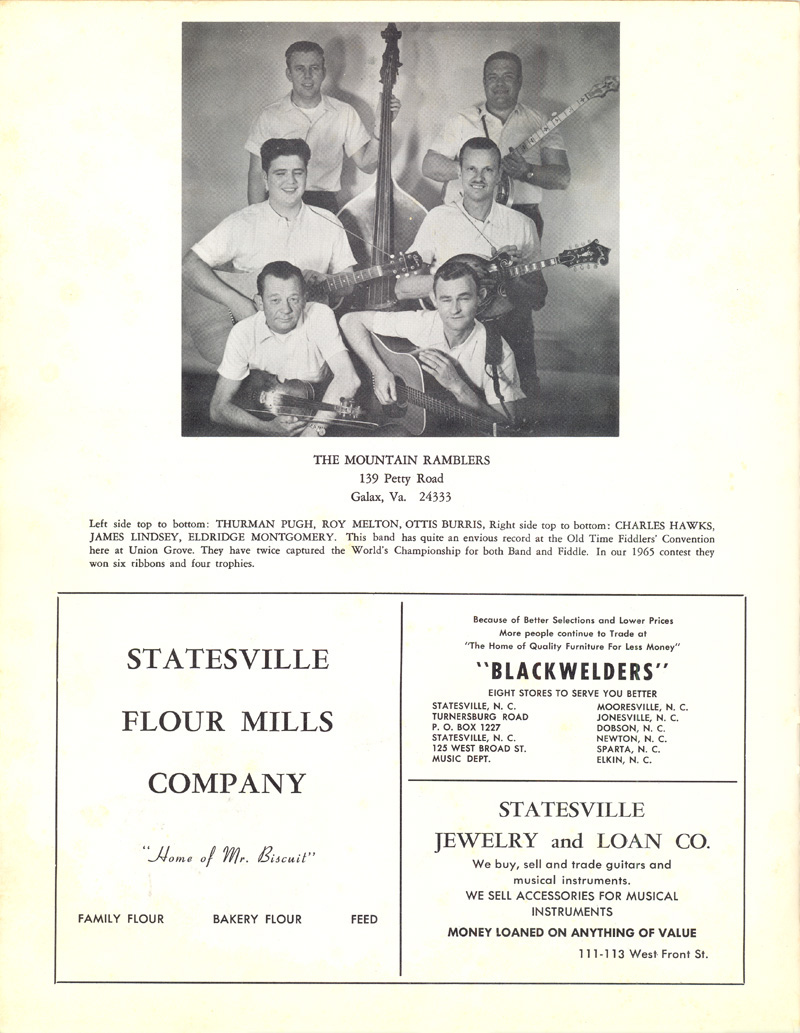 THE MOUNTAIN RAMBLERS
139 Petty Road
Galax, Va. 24333
Left side top to bottom: THURMAN PUGH, ROY MELTON, OTTIS BURRIS, Right side top to bottom: CHARLES HAWKS,
JAMES LINDSEY, ELDRIDGE MONTGOMERY. This band has quite an envious record at the Old Time Fiddlers' Convention
here at Union Grove. They have twice captured the World's Championship for both Band and Fiddle. In our 1965 contest they
won six ribbons and four trophies.
STATESVILLE
FLOUR MILLS
COMPANY
"Home of Mr. Biscuit"
FAMILY FLOUR BAKERY FLOUR FEED
Because of Better Selections and Lower Prices
More people continue to Trade at
"The Home of Quality Furniture For Less Money"
"BLACKWELDERS"
EIGHT STORES TO SERVE YOU BETTER
STATESVILLE, N. C.
TURNERSBURG ROAD
P. O. BOX 1227
STATESVILLE, N. C.
125 WEST BROAD ST.
MUSIC DEPT.
MOORESVILLE, N. C.
JONESVILLE, N. C.
DOBSON, N. C.
NEWTON, N. C.
SPARTA, N. C.
ELKIN, N. C.
STATESVILLE
JEWELRY and LOAN CO.
We buy, sell and trade guitars and
musical instruments.
WE SELL ACCESSORIES FOR MUSICAL
INSTRUMENTS
MONEY LOANED ON ANYTHING OF VALUE
111-113 West Front St.